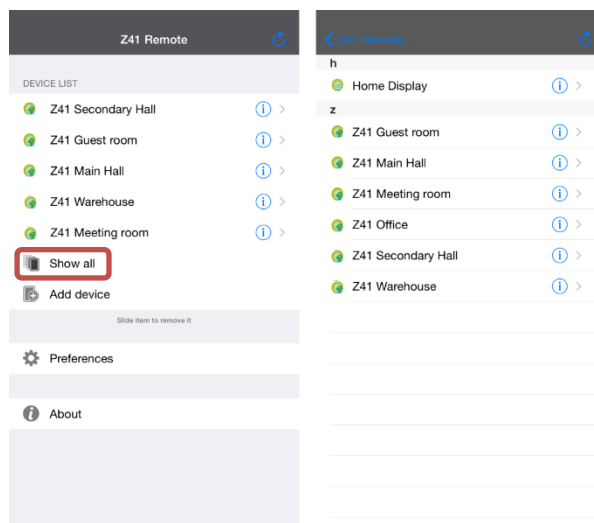 Z41 Remote
DEVICE LIST
Z41 Secondary Hall
Z41 Guest room
Z41 Main Hall
Z41 Warehouse
Z41 Meeting room
Show all
Add device
Slide item to remove it
Preferences
About
Z41 Remote
h
Home Display
z
Z41 Guest room
Z41 Main Hall
Z41 Meeting room
Z41 Office
Z41 Secondary Hall
Z41 Warehouse